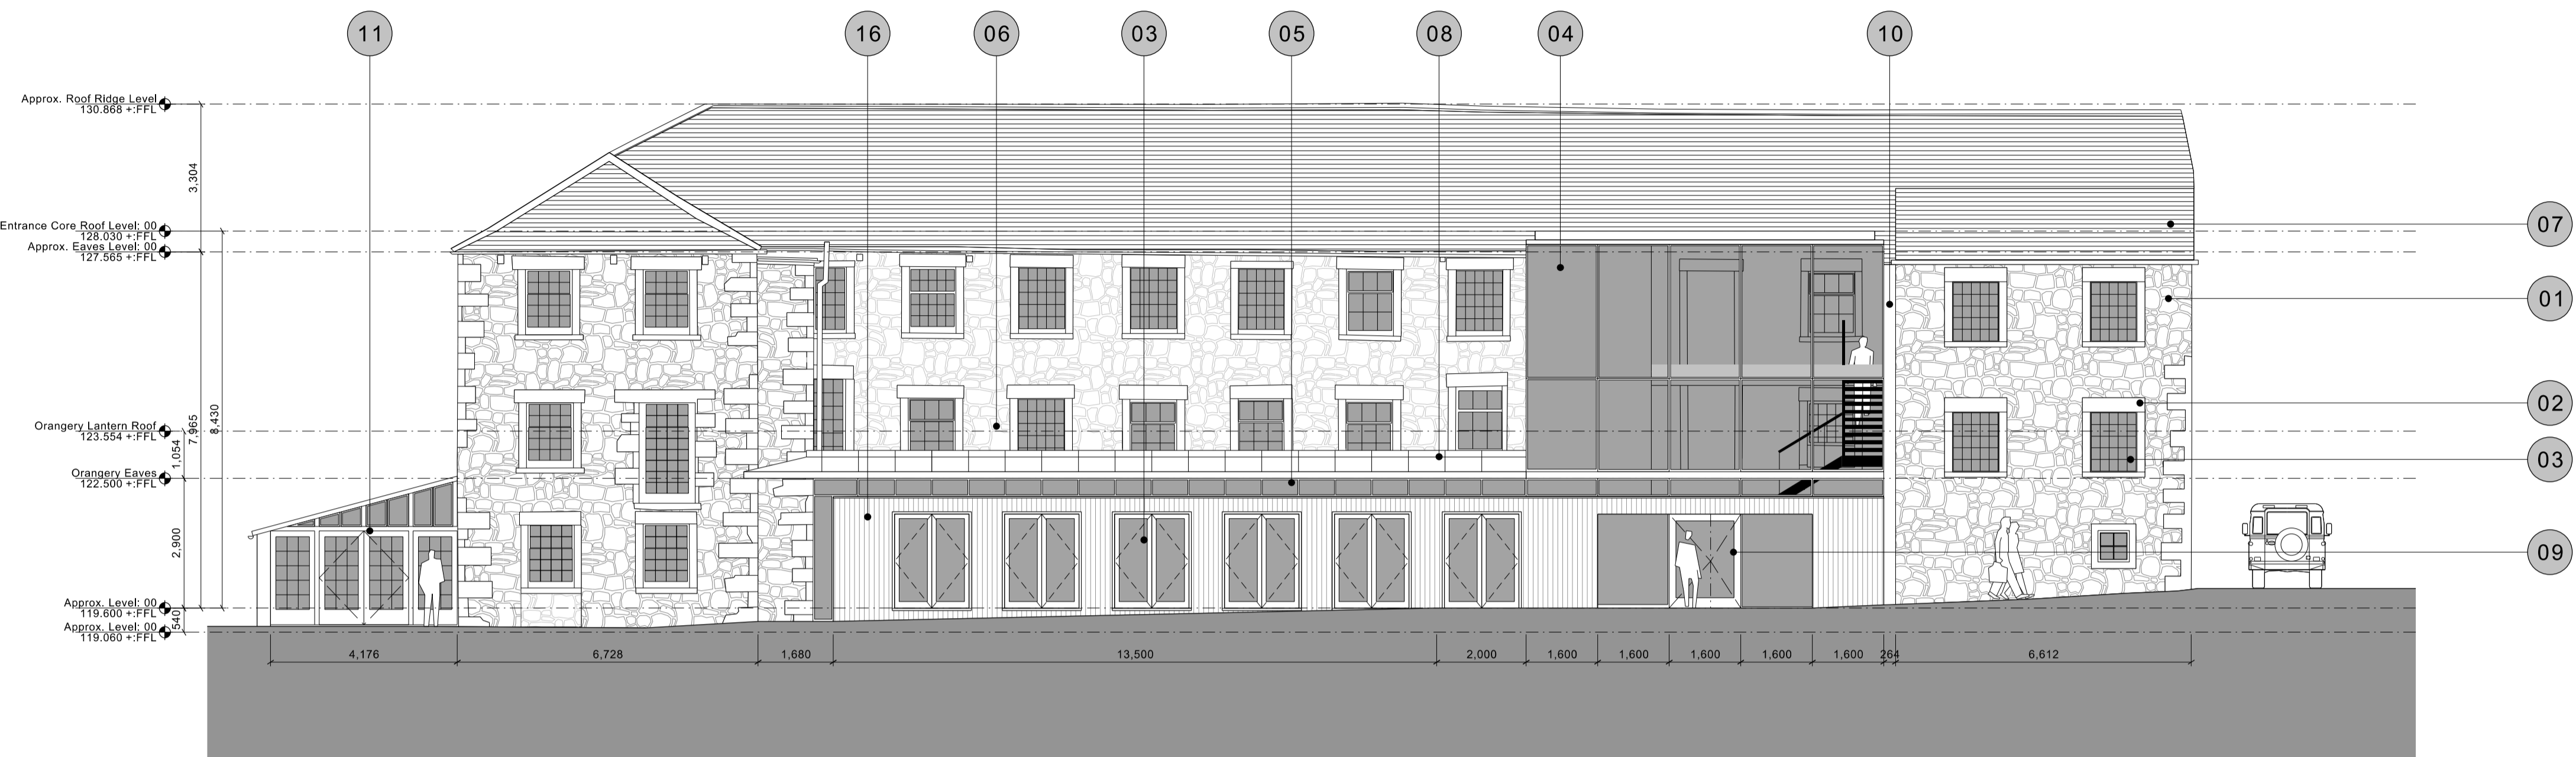 11
16
06
03
05
08
04
10
Approx. Roof Ridge Level
130.868 +:FFL
3,304
Entrance Core Roof Level: 00
128.030 +:FFL
Approx. Eaves Level: 00
127.565 +:FFL
07
01
7,965
8,430
02
Orangery Lantern Roof
123.554 +:FFL
1,054
Orangery Eaves
122.500 +:FFL
03
2,900
09
Approx. Level: 00
119.600 +:FFL
540
Approx. Level: 00
119.060 +:FFL
4,176
6,728
1,680
13,500
2,000
1,600
1,600
1,600
1,600
1,600
264
6,612